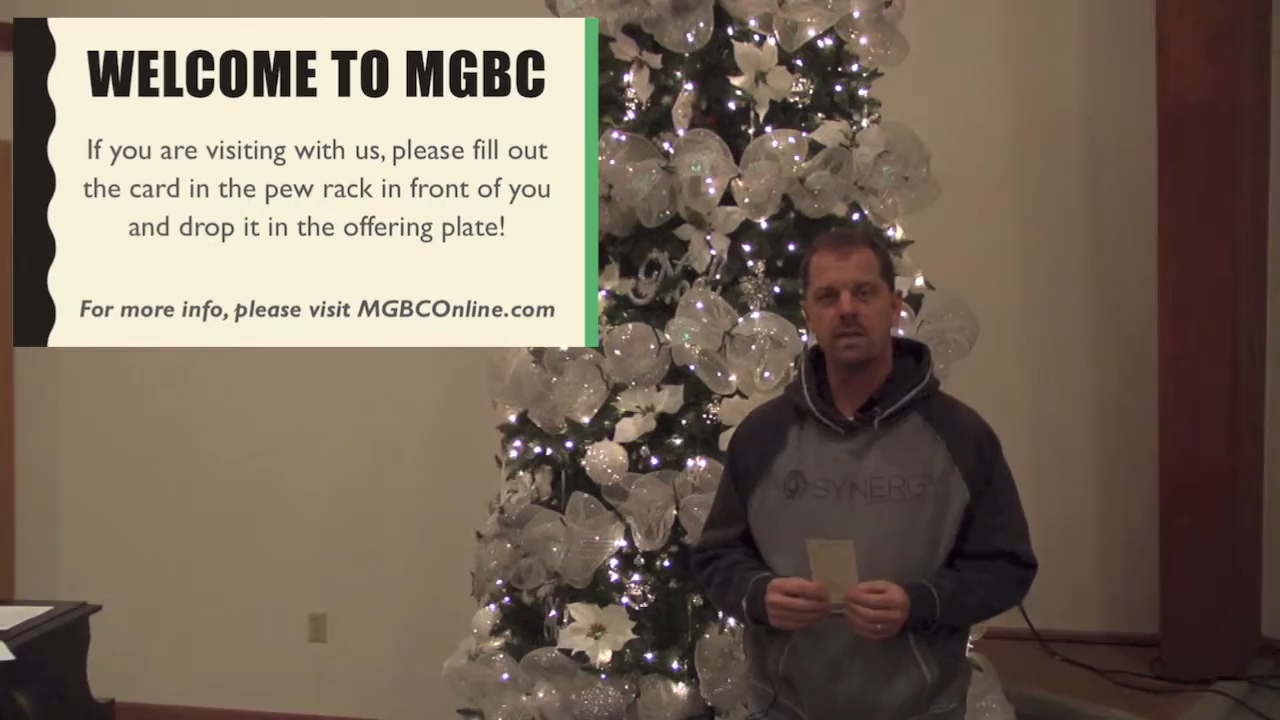 WELCOME TO MGBC
If you are visiting with us, please fill out
the card in the pew rack in front of you
and drop it in the offering plate!
For more info, please visit MGBCOnline.com
SYNERG